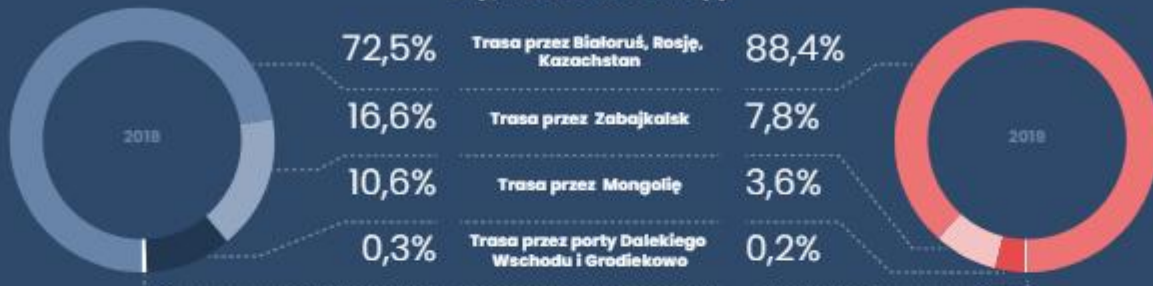 72,5% Trasa przez Białoruś, Rosję, 88,4%
Kazachstan
16,6% Trasa przez Zabajkalsk 7,8%
2018 2019
10,6% Trasa przez Mongolię 3,6%
0,3% Trasa przez porty Dalekiego 0,2%
Wschodu i Grodiekowo